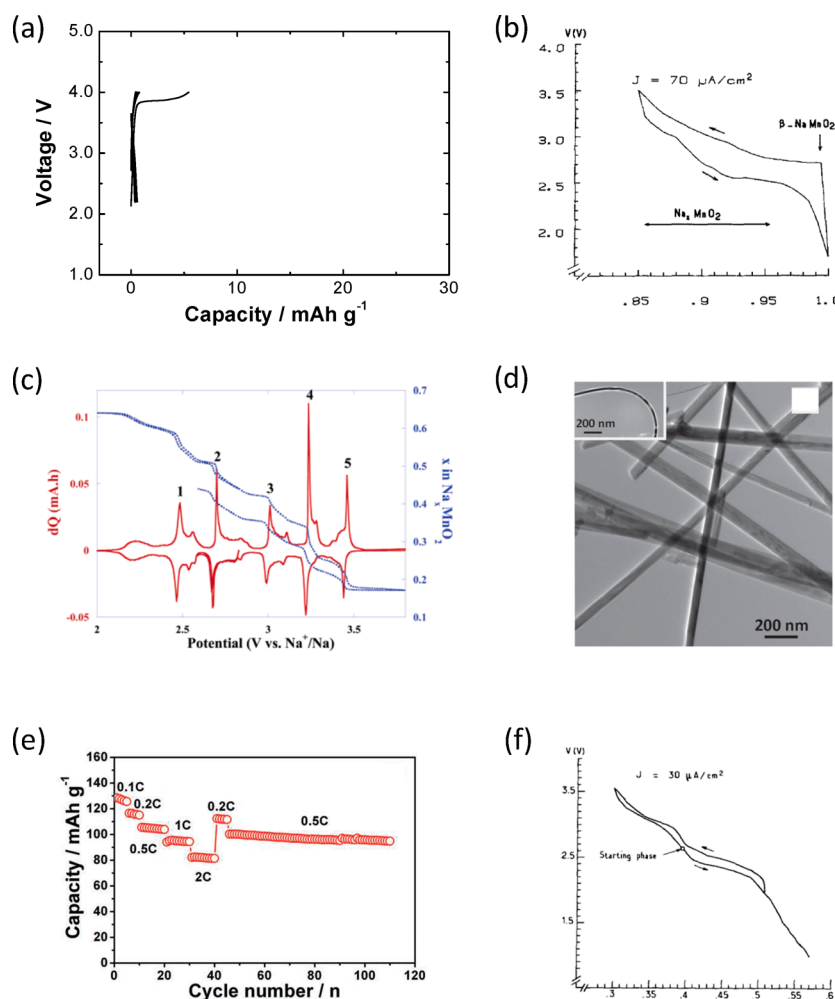 (a)
Voltage / V
5.0
4.0
3.0
2.0
1.0
0
10
20
30
Capacity / mAh g⁻¹
(b)
V (V)
4.0
3.5
3.0
2.5
2.0
J = 70 µA/cm²
β-NaMnO₂
NaₓMnO₂
.85
.9
.95
1.0
(c)
dQ (mA.h)
0.1
0.05
0
-0.05
1
2
3
4
5
0.7
0.6
0.5
0.4
0.3
0.2
0.1
x in NaₓMnO₂
2
2.5
3
3.5
Potential (V vs. Na⁺/Na)
(d)
200 nm
200 nm
(e)
Capacity / mAh g⁻¹
160
140
120
100
80
60
40
20
0
0.1C
0.2C
0.5C
1C
2C
0.2C
0.5C
0
20
40
60
80
100
120
Cycle number / n
(f)
V (V)
J = 30 µA/cm²
3.5
2.5
1.5
Starting phase
.3
.35
.4
.45
.5
.55
.6